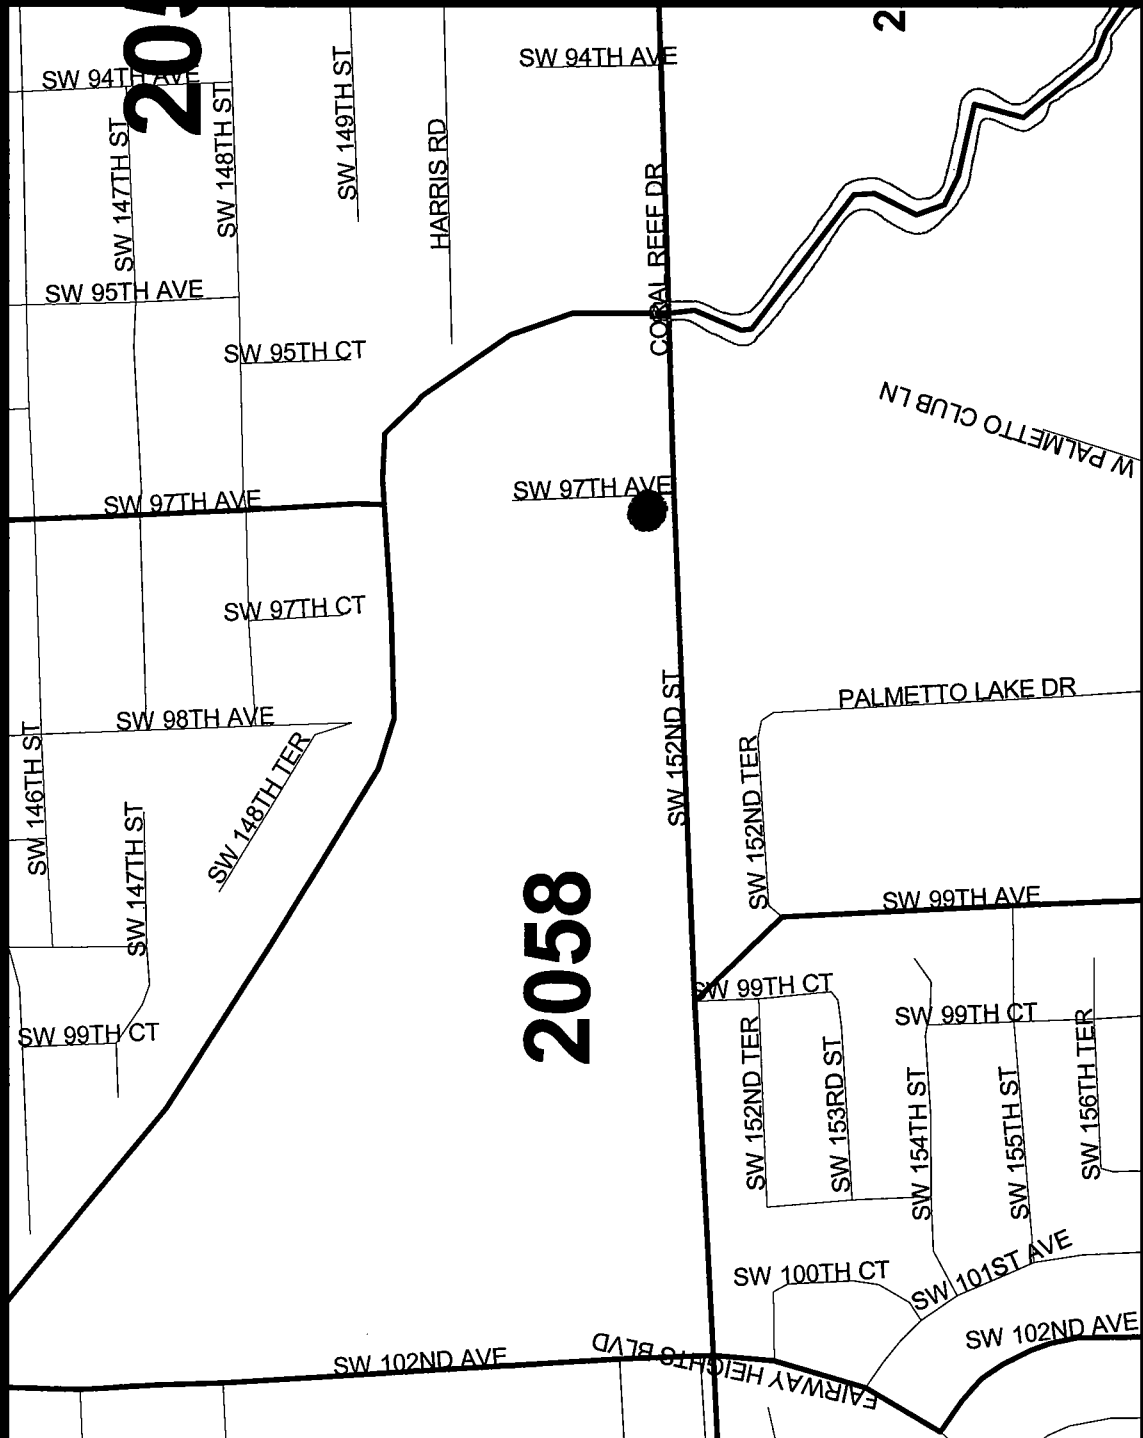 205
2
SW 94TH AVE
SW 94TH AVE
SW 147TH ST
SW 148TH ST
SW 149TH ST
HARRIS RD
CORAL REEF DR
SW 95TH AVE
SW 95TH CT
W PALMETTO CLUB LN
SW 97TH AVE
SW 97TH AVE
SW 97TH CT
PALMETTO LAKE DR
SW 98TH AVE
SW 146TH ST
SW 148TH TER
SW 152ND ST
SW 152ND TER
SW 147TH ST
2058
SW 99TH AVE
SW 99TH CT
SW 99TH CT
SW 99TH CT
SW 152ND TER
SW 153RD ST
SW 154TH ST
SW 155TH ST
SW 156TH TER
SW 100TH CT
SW 101ST AVE
SW 102ND AVE
SW 102ND AVE
FAIRWAY HEIGHTS BLVD